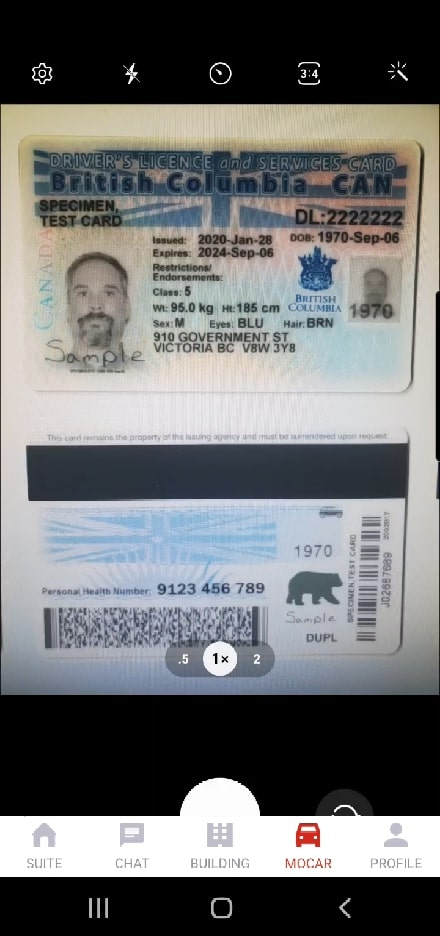 3:4
DRIVER'S LICENCE and SERVICES CARD
British Columbia CAN
SPECIMEN,
TEST CARD
DL:2222222
Issued: 2020-Jan-28 DOB: 1970-Sep-06
Expires: 2024-Sep-06
Restrictions/
Endorsements:
Class: 5
Wt: 95.0 kg Ht: 185 cm
Sex: M Eyes: BLU Hair: BRN
910 GOVERNMENT ST
VICTORIA BC V8W 3Y8
CANADA
BRITISH
COLUMBIA
1970
Sample
This card remains the property of the issuing agency and must be surrendered upon request.
1970
Personal Health Number: 9123 456 789
Sample
DUPL
SPECIMEN,TEST CARD
.5 1× 2
SUITE CHAT BUILDING MOCAR PROFILE